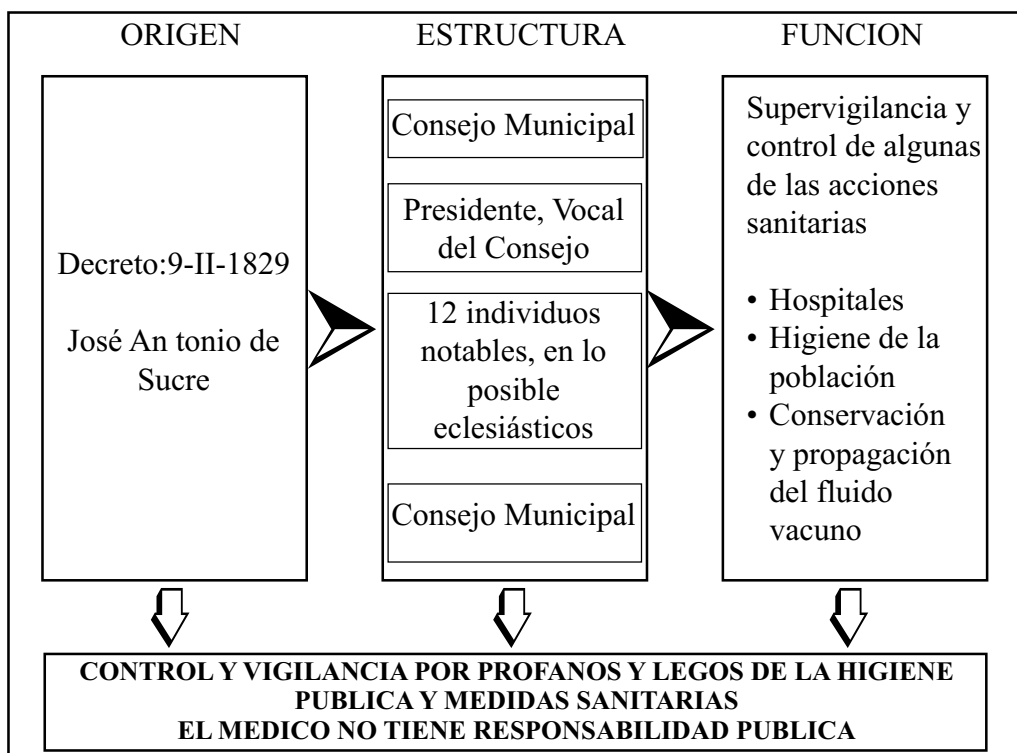 ORIGEN
Decreto:9-II-1829
José An tonio de
Sucre
ESTRUCTURA
Consejo Municipal
Presidente, Vocal
del Consejo
12 individuos
notables, en lo
posible
eclesiásticos
Consejo Municipal
FUNCION
Supervigilancia y
control de algunas
de las acciones
sanitarias
• Hospitales
• Higiene de la
población
• Conservación
y propagación
del fluido
vacuno
CONTROL Y VIGILANCIA POR PROFANOS Y LEGOS DE LA HIGIENE
PUBLICA Y MEDIDAS SANITARIAS
EL MEDICO NO TIENE RESPONSABILIDAD PUBLICA